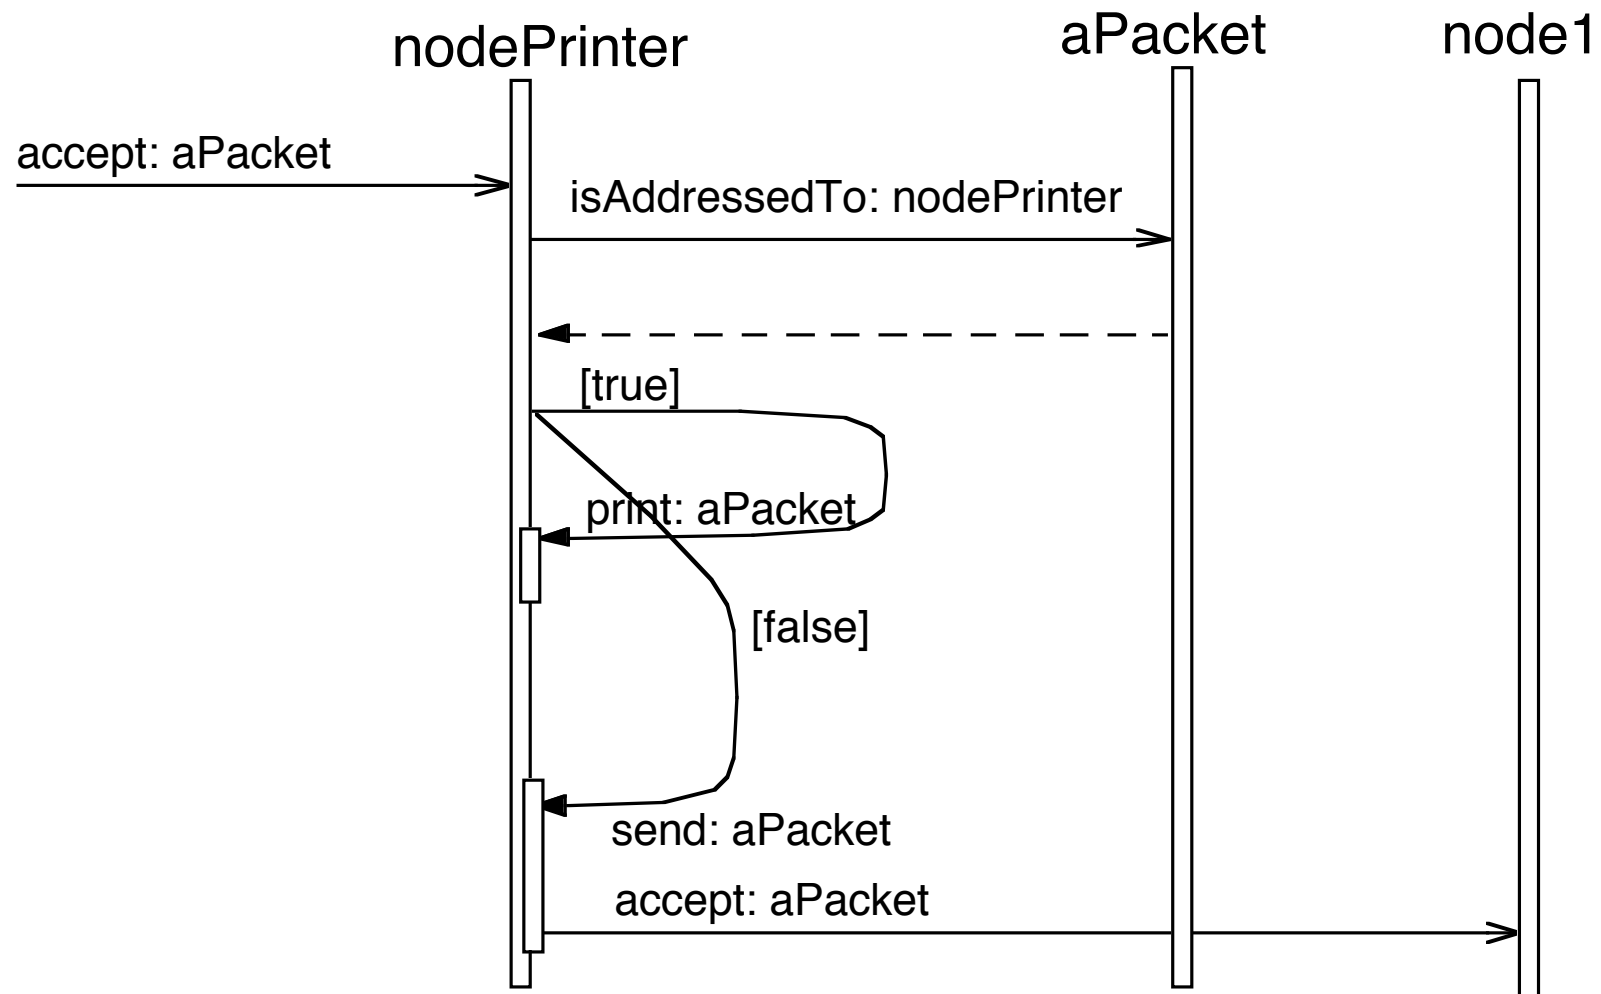 nodePrinter
aPacket
node1
accept: aPacket
isAddressedTo: nodePrinter
[true]
print: aPacket
[false]
send: aPacket
accept: aPacket